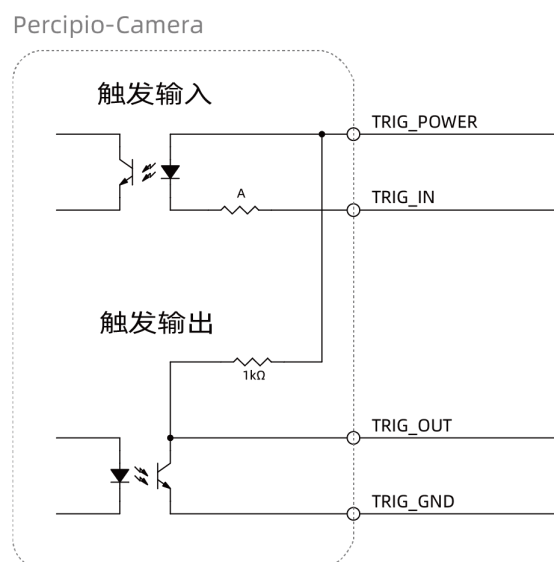 Percipio-Camera
触发输入
TRIG_POWER
A
TRIG_IN
触发输出
1kΩ
TRIG_OUT
TRIG_GND